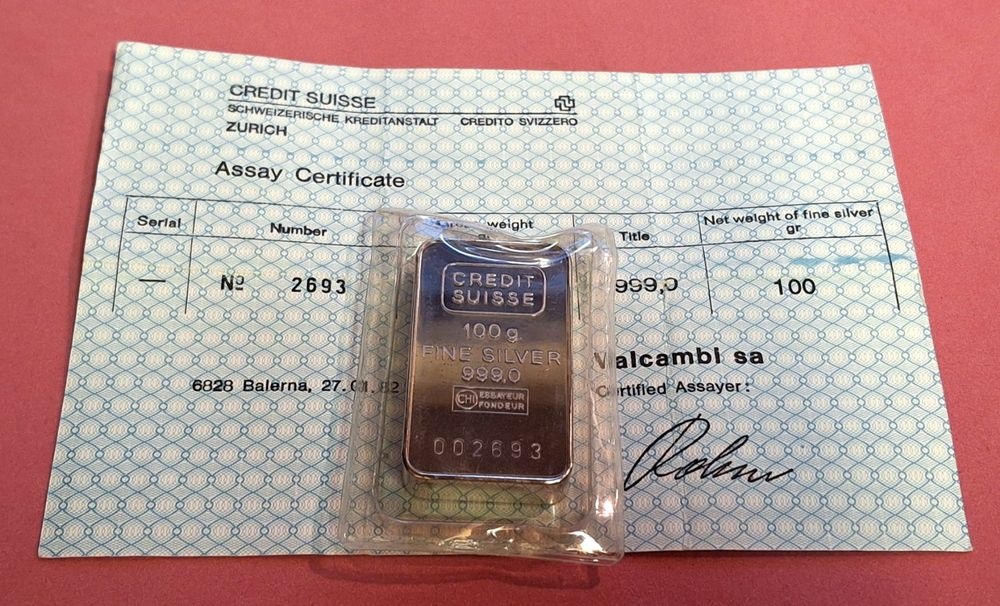 CREDIT SUISSE
SCHWEIZERISCHE KREDITANSTALT CREDITO SVIZZERO
ZURICH
Assay Certificate
Serial Number weight Title Net weight of fine silver
gr
— Nº 2693 999,0 100
6828 Balerna, 27.01.82
Valcambi sa
Certified Assayer:
CREDIT
SUISSE
100 g
FINE SILVER
999,0
CHI ESSAYEUR
FONDEUR
002693